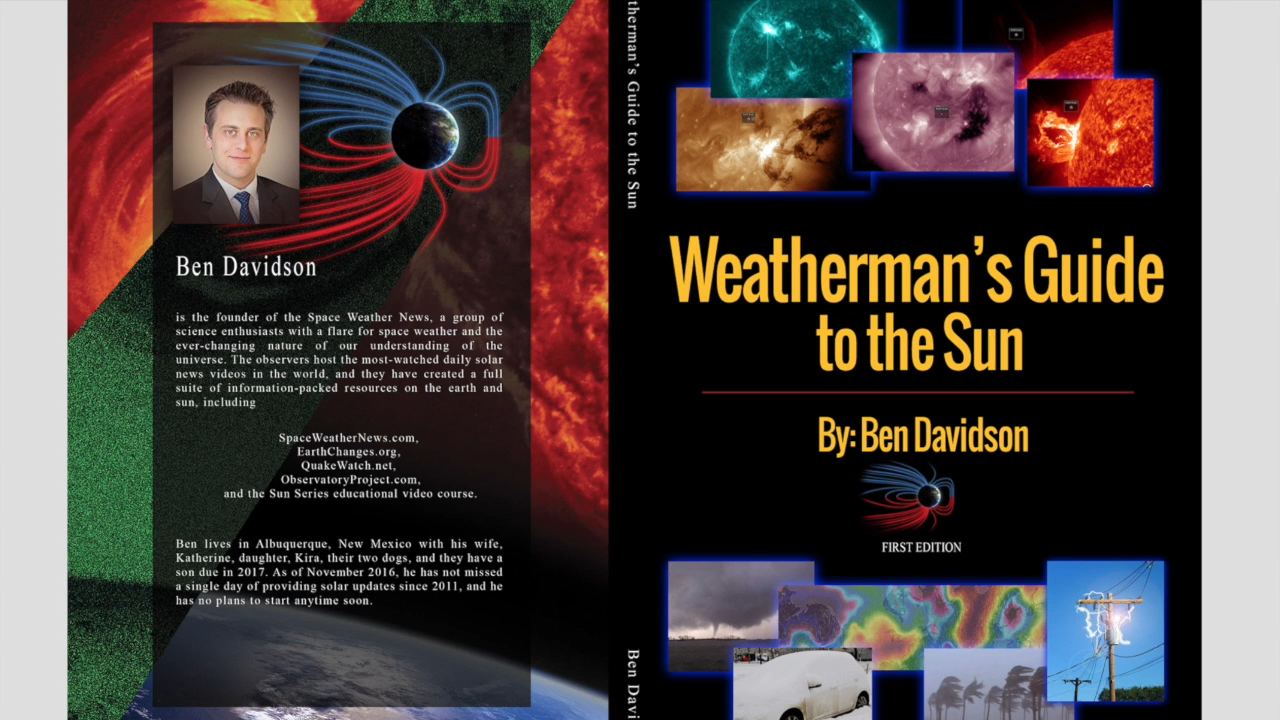 Ben Davidson
is the founder of the Space Weather News, a group of
science enthusiasts with a flare for space weather and the
ever-changing nature of our understanding of the
universe. The observers host the most-watched daily solar
news videos in the world, and they have created a full
suite of information-packed resources on the earth and
sun, including
SpaceWeatherNews.com,
EarthChanges.org,
QuakeWatch.net,
ObservatoryProject.com,
and the Sun Series educational video course.
Ben lives in Albuquerque, New Mexico with his wife,
Katherine, daughter, Kira, their two dogs, and they have a
son due in 2017. As of November 2016, he has not missed
a single day of providing solar updates since 2011, and he
has no plans to start anytime soon.
therman's Guide to the Sun
Ben Davi
Weatherman's Guide
to the Sun
By: Ben Davidson
FIRST EDITION